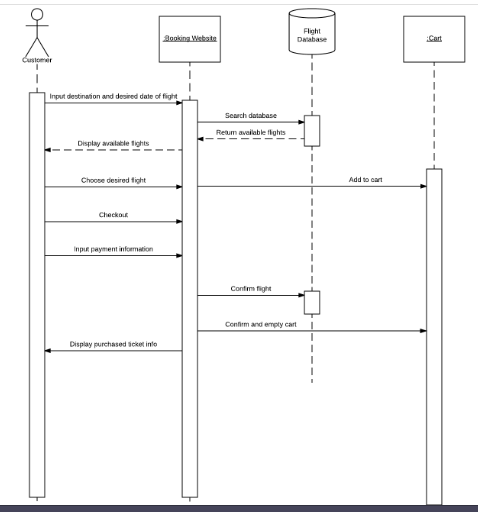 Customer
:Booking Website
Flight
Database
:Cart
Input destination and desired date of flight
Search database
Return available flights
Display available flights
Choose desired flight
Add to cart
Checkout
Input payment information
Confirm flight
Confirm and empty cart
Display purchased ticket info